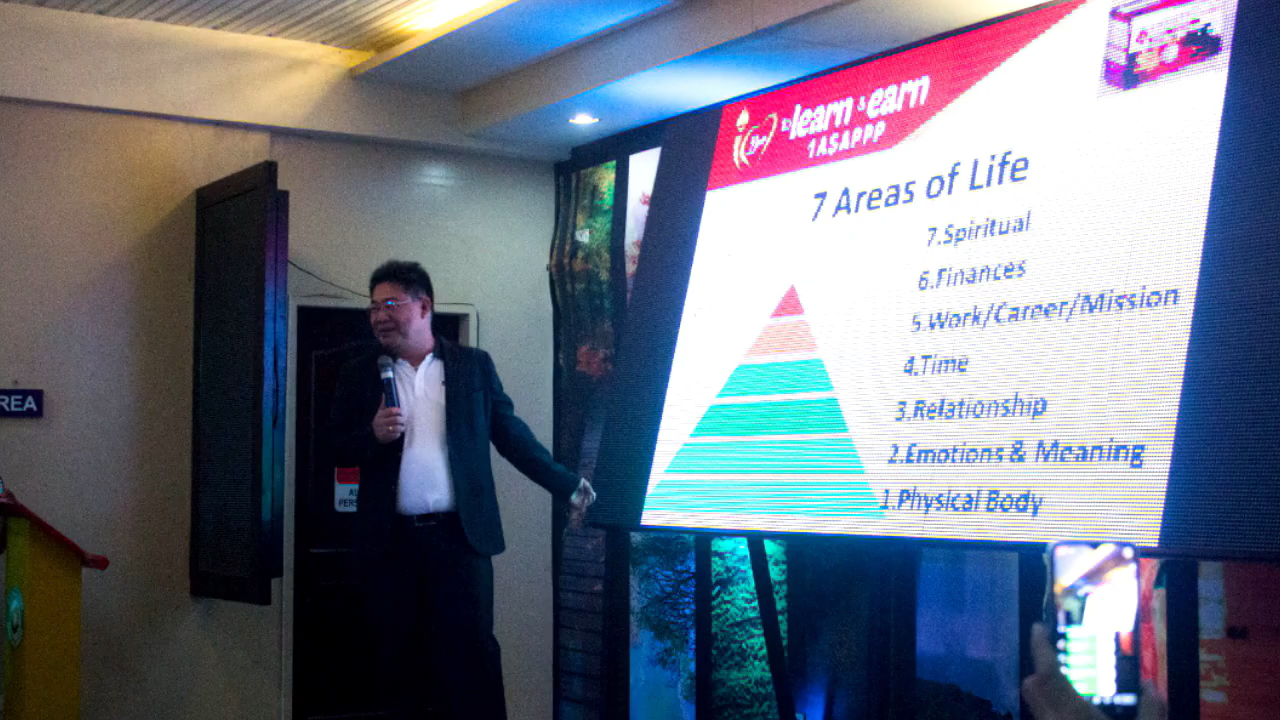 to learn & earn
1ASAPPP
7 Areas of Life
7.Spiritual
6.Finances
5.Work/Career/Mission
4.Time
3.Relationship
2.Emotions & Meaning
1.Physical Body
REA